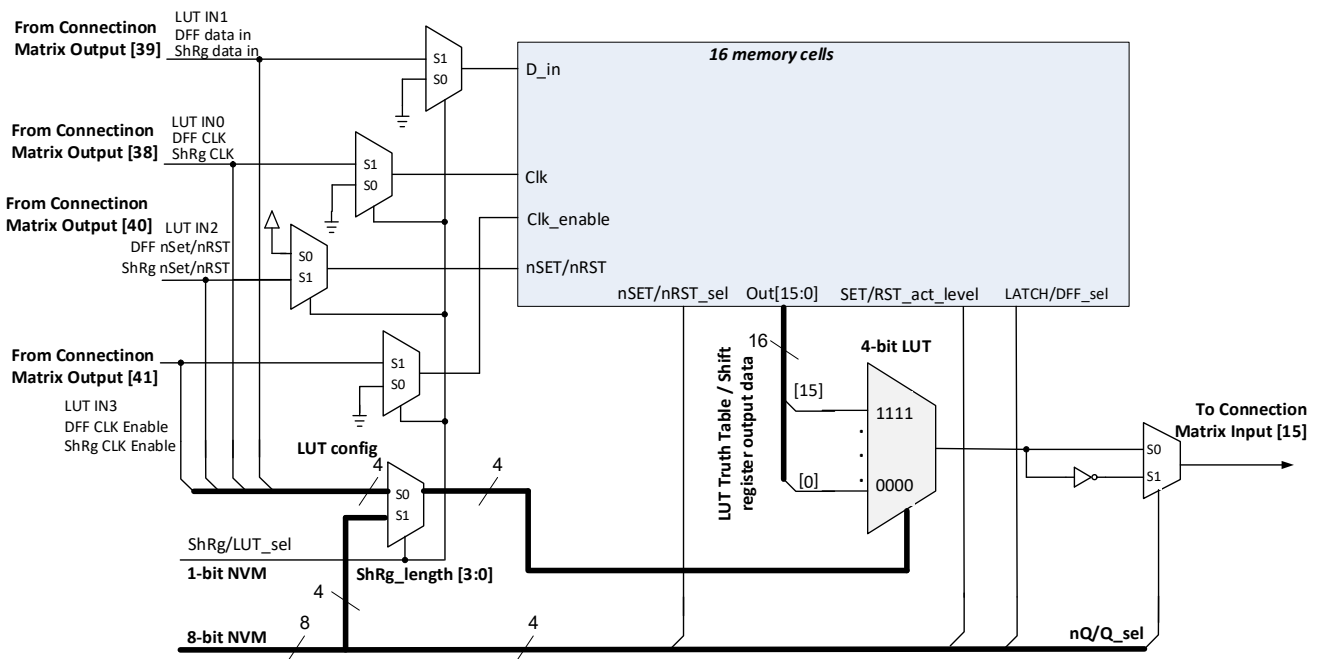 From Connectinon
Matrix Output [39]
LUT IN1
DFF data in
ShRg data in
S1
S0
D_in
16 memory cells
From Connectinon
Matrix Output [38]
LUT IN0
DFF CLK
ShRg CLK
S1
S0
Clk
From Connectinon
Matrix Output [40]
LUT IN2
DFF nSet/nRST
ShRg nSet/nRST
S0
S1
Clk_enable
nSET/nRST
nSET/nRST_sel
Out[15:0]
SET/RST_act_level
LATCH/DFF_sel
From Connectinon
Matrix Output [41]
LUT IN3
DFF CLK Enable
ShRg CLK Enable
S1
S0
16
LUT Truth Table / Shift
register output data
4-bit LUT
[15]
1111
[0]
0000
To Connection
Matrix Input [15]
S0
S1
LUT config
4
4
S0
S1
ShRg/LUT_sel
1-bit NVM
ShRg_length [3:0]
4
8
4
8-bit NVM
nQ/Q_sel